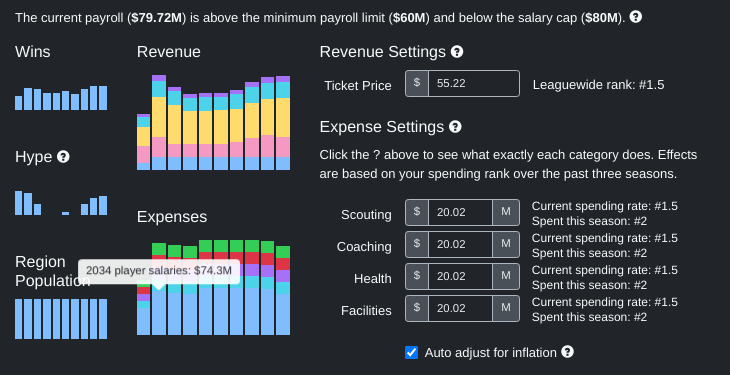 The current payroll ($79.72M) is above the minimum payroll limit ($60M) and below the salary cap ($80M). ?
Wins
Revenue
Revenue Settings ?
Ticket Price
$
55.22
Leaguewide rank: #1.5
Expense Settings ?
Click the ? above to see what exactly each category does. Effects
are based on your spending rank over the past three seasons.
Hype ?
Expenses
Scouting
$
20.02
M
Current spending rate: #1.5
Spent this season: #2
Coaching
$
20.02
M
Current spending rate: #1.5
Spent this season: #2
Health
$
20.02
M
Current spending rate: #1.5
Spent this season: #2
Facilities
$
20.02
M
Current spending rate: #1.5
Spent this season: #2
Region
Population
2034 player salaries: $74.3M
Auto adjust for inflation ?